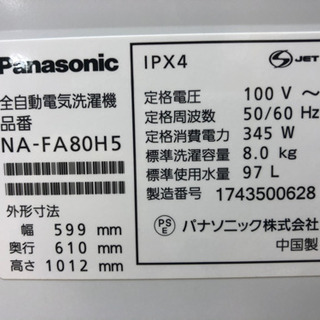 Panasonic
全自動電気洗濯機
品番
NA-FA80H5
外形寸法
幅 599 mm
奥行 610 mm
高さ 1012 mm
IPX4
S JET
定格電圧 100 V ～
定格周波数 50/60 Hz
定格消費電力 345 W
標準洗濯容量 8.0 kg
標準使用水量 97 L
製造番号 1743500628
PS E パナソニック株式会社
中国製